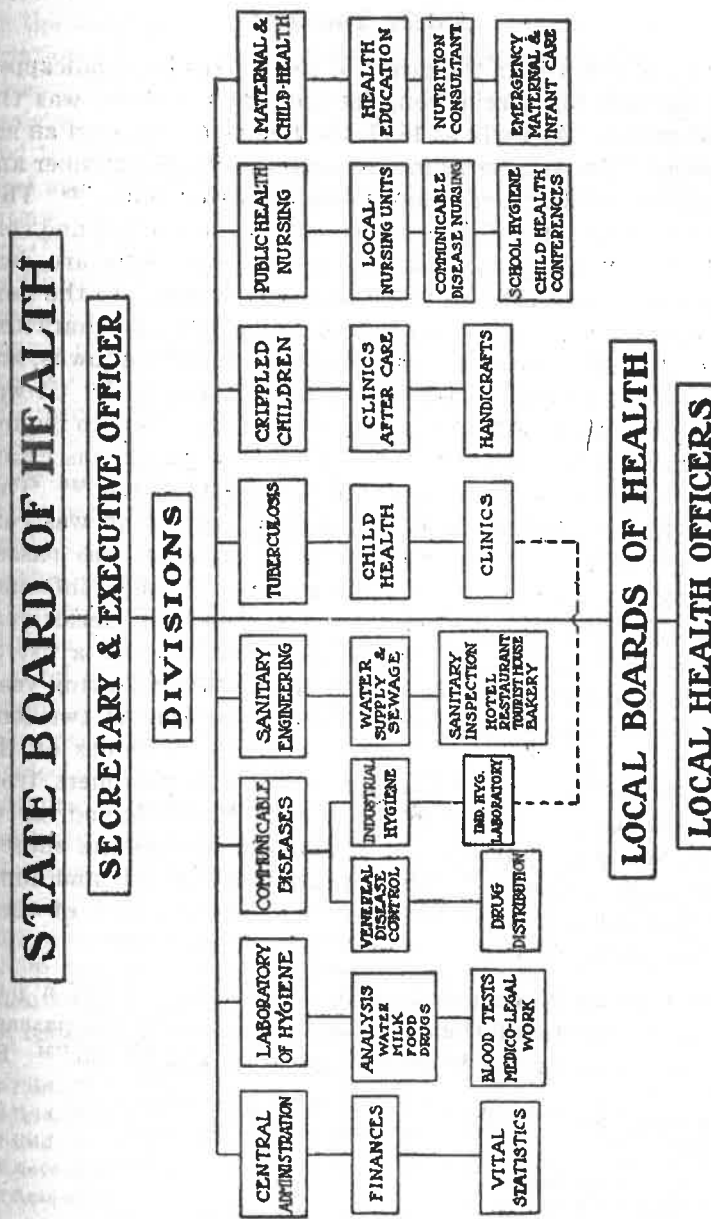 STATE BOARD OF HEALTH
SECRETARY & EXECUTIVE OFFICER
DIVISIONS
CENTRAL
ADMINISTRATION
FINANCES
VITAL
STATISTICS
LABORATORY
OF HYGIENE
ANALYSIS
WATER
MILK
FOOD
DRUGS
BLOOD TESTS
MEDICO-LEGAL
WORK
COMMUNICABLE
DISEASES
VENEREAL
DISEASE
CONTROL
DRUG
DISTRIBUTION
INDUSTRIAL
HYGIENE
IND. HYG.
LABORATORY
SANITARY
ENGINEERING
WATER
SUPPLY &
SEWAGE
SANITARY
INSPECTION
HOTEL
RESTAURANT
TOURIST HOUSE
BAKERY
TUBERCULOSIS
CHILD
HEALTH
CLINICS
CRIPPLED
CHILDREN
CLINICS
AFTER CARE
HANDICRAFTS
PUBLIC HEALTH
NURSING
LOCAL
NURSING UNITS
COMMUNICABLE
DISEASE NURSING
SCHOOL HYGIENE
CHILD HEALTH
CONFERENCES
MATERNAL &
CHILD-HEALTH
HEALTH
EDUCATION
NUTRITION
CONSULTANT
EMERGENCY
MATERNAL &
INFANT CARE
LOCAL BOARDS OF HEALTH
LOCAL HEALTH OFFICERS